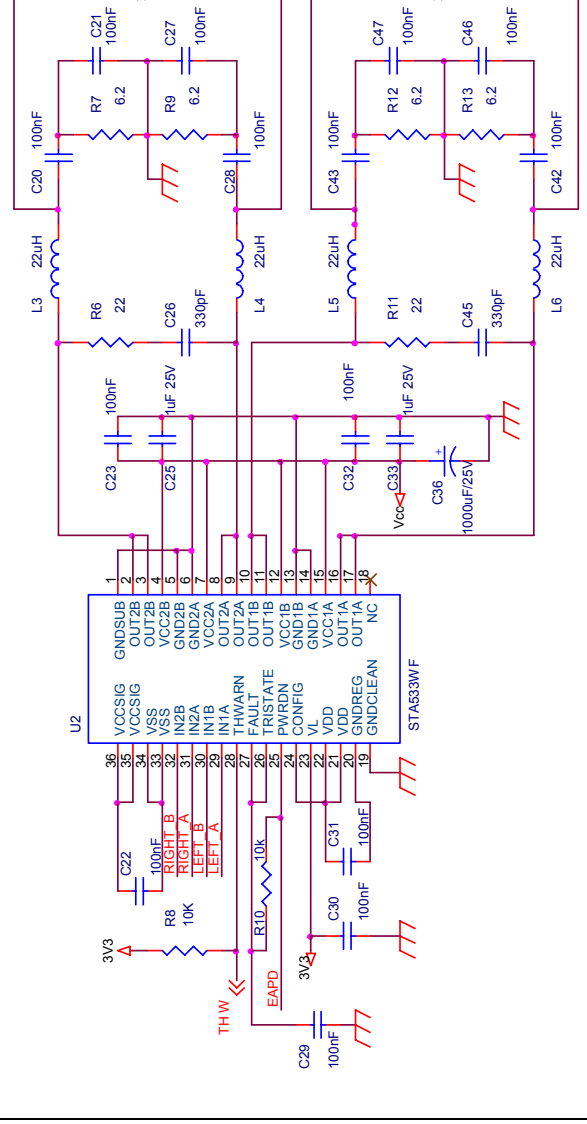 C21
100nF
C27
100nF
C47
100nF
C46
100nF
R7
6.2
R9
6.2
R12
6.2
R13
6.2
100nF
C20
100nF
C28
100nF
C43
100nF
C42
22uH
L3
22uH
L4
22uH
L5
22uH
L6
R6
22
C26
330pF
R11
22
C45
330pF
100nF
C23
1uF 25V
C25
100nF
C32
1uF 25V
C33
Vcc
+
C36
1000uF/25V
1
2
3
4
5
6
7
8
9
10
11
12
13
14
15
16
17
18
GNDSUB
OUT2B
OUT2B
VCC2B
GND2B
GND2A
VCC2A
OUT2A
OUT2A
OUT1B
OUT1B
VCC1B
GND1B
GND1A
VCC1A
OUT1A
OUT1A
NC
U2
STA533WF
VCCSIG
VCCSIG
VSS
VSS
IN2B
IN2A
IN1B
IN1A
THWARN
FAULT
TRISTATE
PWRDN
CONFIG
VL
VDD
VDD
GNDREG
GNDCLEAN
36
35
34
33
32
31
30
29
28
27
26
25
24
23
22
21
20
19
C22
100nF
RIGHT_B
RIGHT_A
LEFT_B
LEFT_A
R8
10K
3V3
R10
10k
C31
100nF
C30
100nF
3V3
TH W
EAPD
C29
100nF